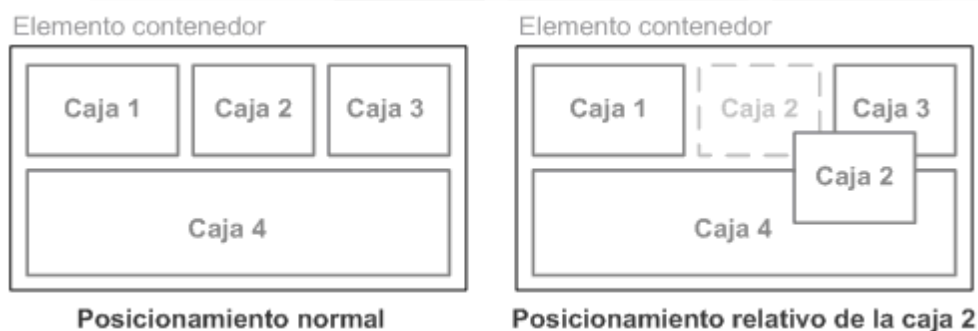 Elemento contenedor
Caja 1 Caja 2 Caja 3
Caja 4
Posicionamiento normal
Elemento contenedor
Caja 1 Caja 2 Caja 3
Caja 2
Caja 4
Posicionamiento relativo de la caja 2